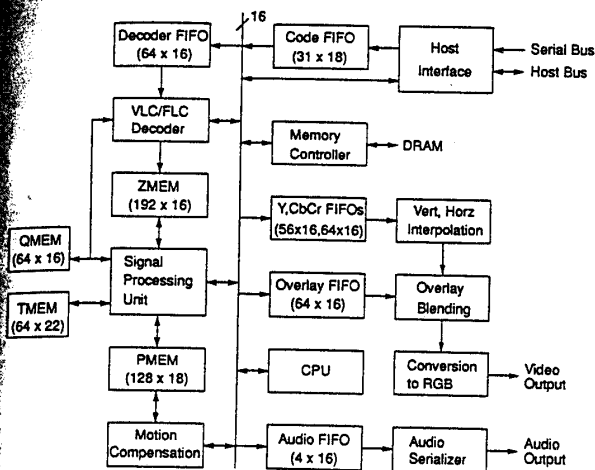 16
Decoder FIFO
(64 x 16)
Code FIFO
(31 x 18)
Host
Interface
Serial Bus
Host Bus
VLC/FLC
Decoder
Memory
Controller
DRAM
ZMEM
(192 x 16)
Y,CbCr FIFOs
(56x16,64x16)
Vert, Horz
Interpolation
QMEM
(64 x 16)
Signal
Processing
Unit
Overlay FIFO
(64 x 16)
Overlay
Blending
TMEM
(64 x 22)
PMEM
(128 x 18)
CPU
Conversion
to RGB
Video
Output
Motion
Compensation
Audio FIFO
(4 x 16)
Audio
Serializer
Audio
Output